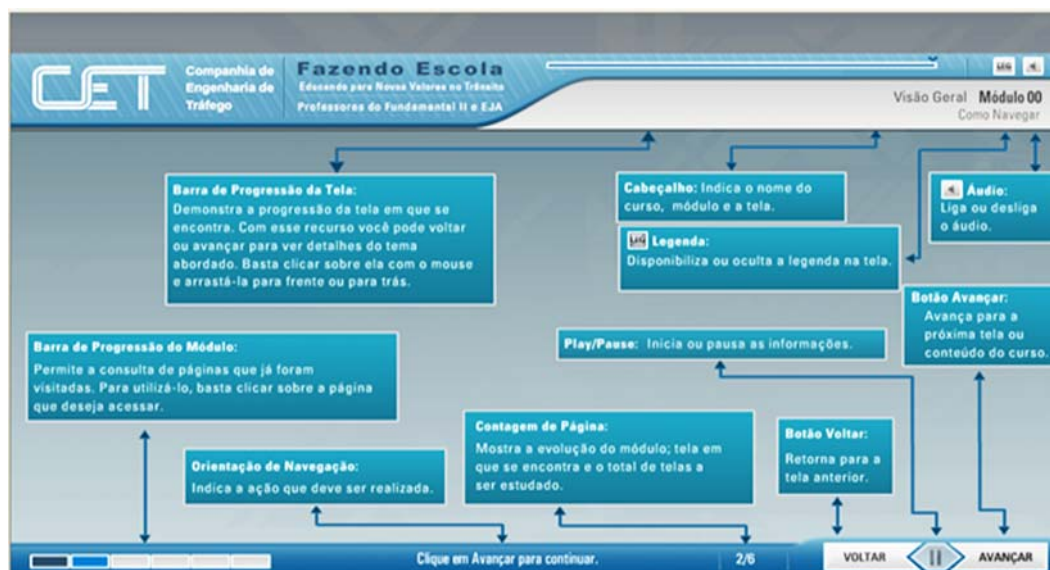 CET
Companhia de
Engenharia de
Tráfego
Fazendo Escola
Educando para Novos Valores no Trânsito
Professores do Fundamental II e EJA
LEG
Visão Geral Módulo 00
Como Navegar
Barra de Progressão da Tela:
Demonstra a progressão da tela em que se
encontra. Com esse recurso você pode voltar
ou avançar para ver detalhes do tema
abordado. Basta clicar sobre ela com o mouse
e arrastá-la para frente ou para trás.
Cabeçalho: Indica o nome do
curso, módulo e a tela.
Áudio:
Liga ou desliga
o áudio.
LEG Legenda:
Disponibiliza ou oculta a legenda na tela.
Botão Avançar:
Avança para a
próxima tela ou
conteúdo do curso.
Play/Pause: Inicia ou pausa as informações.
Barra de Progressão do Módulo:
Permite a consulta de páginas que já foram
visitadas. Para utilizá-lo, basta clicar sobre a página
que deseja acessar.
Contagem de Página:
Mostra a evolução do módulo; tela em
que se encontra e o total de telas a
ser estudado.
Botão Voltar:
Retorna para a
tela anterior.
Orientação de Navegação:
Indica a ação que deve ser realizada.
Clique em Avançar para continuar.
2/6
VOLTAR
AVANÇAR